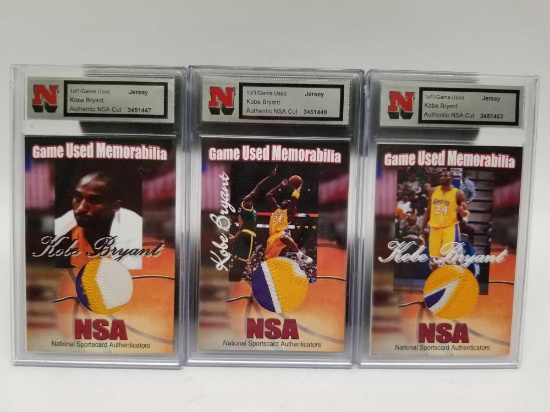 N
1of1/Game Used Jersey
Kobe Bryant
Authentic NSA Cut 3451447
Game Used Memorabilia
Kobe Bryant
NSA
National Sportscard Authenticators
N
1of1/Game Used Jersey
Kobe Bryant
Authentic NSA Cut 3451449
Game Used Memorabilia
Kobe Bryant
NSA
National Sportscard Authenticators
N
1of1/Game Used Jersey
Kobe Bryant
Authentic NSA Cut 3451463
Game Used Memorabilia
LAKERS
24
Kobe Bryant
NSA
National Sportscard Authenticators